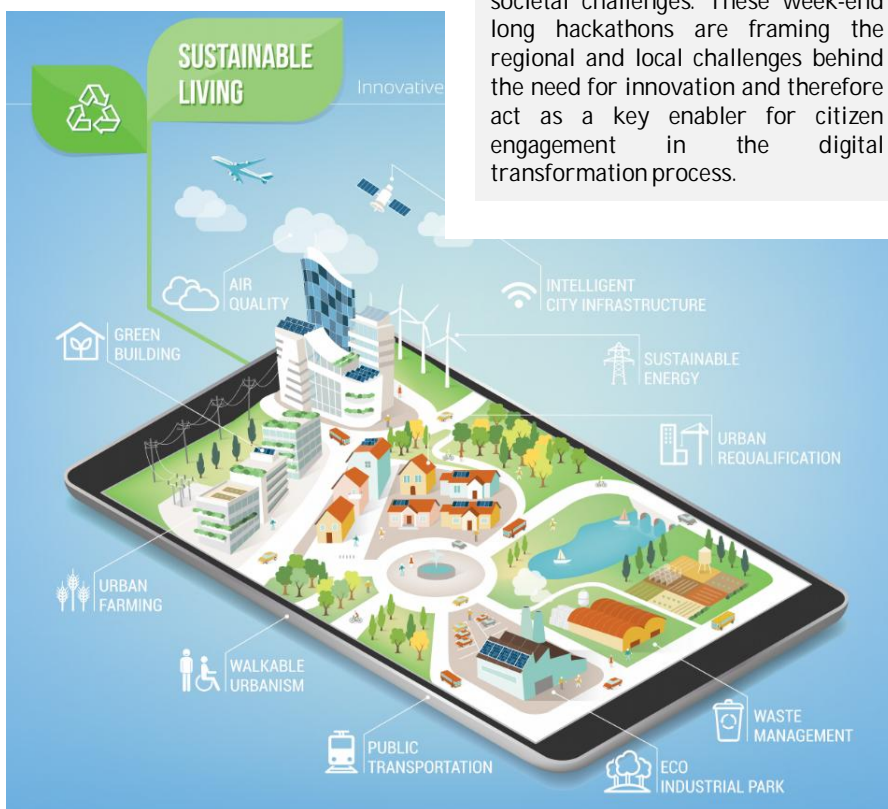 societal challenges. These week-end
long hackathons are framing the
regional and local challenges behind
the need for innovation and therefore
act as a key enabler for citizen
engagement in the digital
transformation process.
SUSTAINABLE
LIVING
Innovative
AIR
QUALITY
INTELLIGENT
CITY INFRASTRUCTURE
GREEN
BUILDING
SUSTAINABLE
ENERGY
URBAN
REQUALIFICATION
URBAN
FARMING
WALKABLE
URBANISM
WASTE
MANAGEMENT
PUBLIC
TRANSPORTATION
ECO
INDUSTRIAL PARK